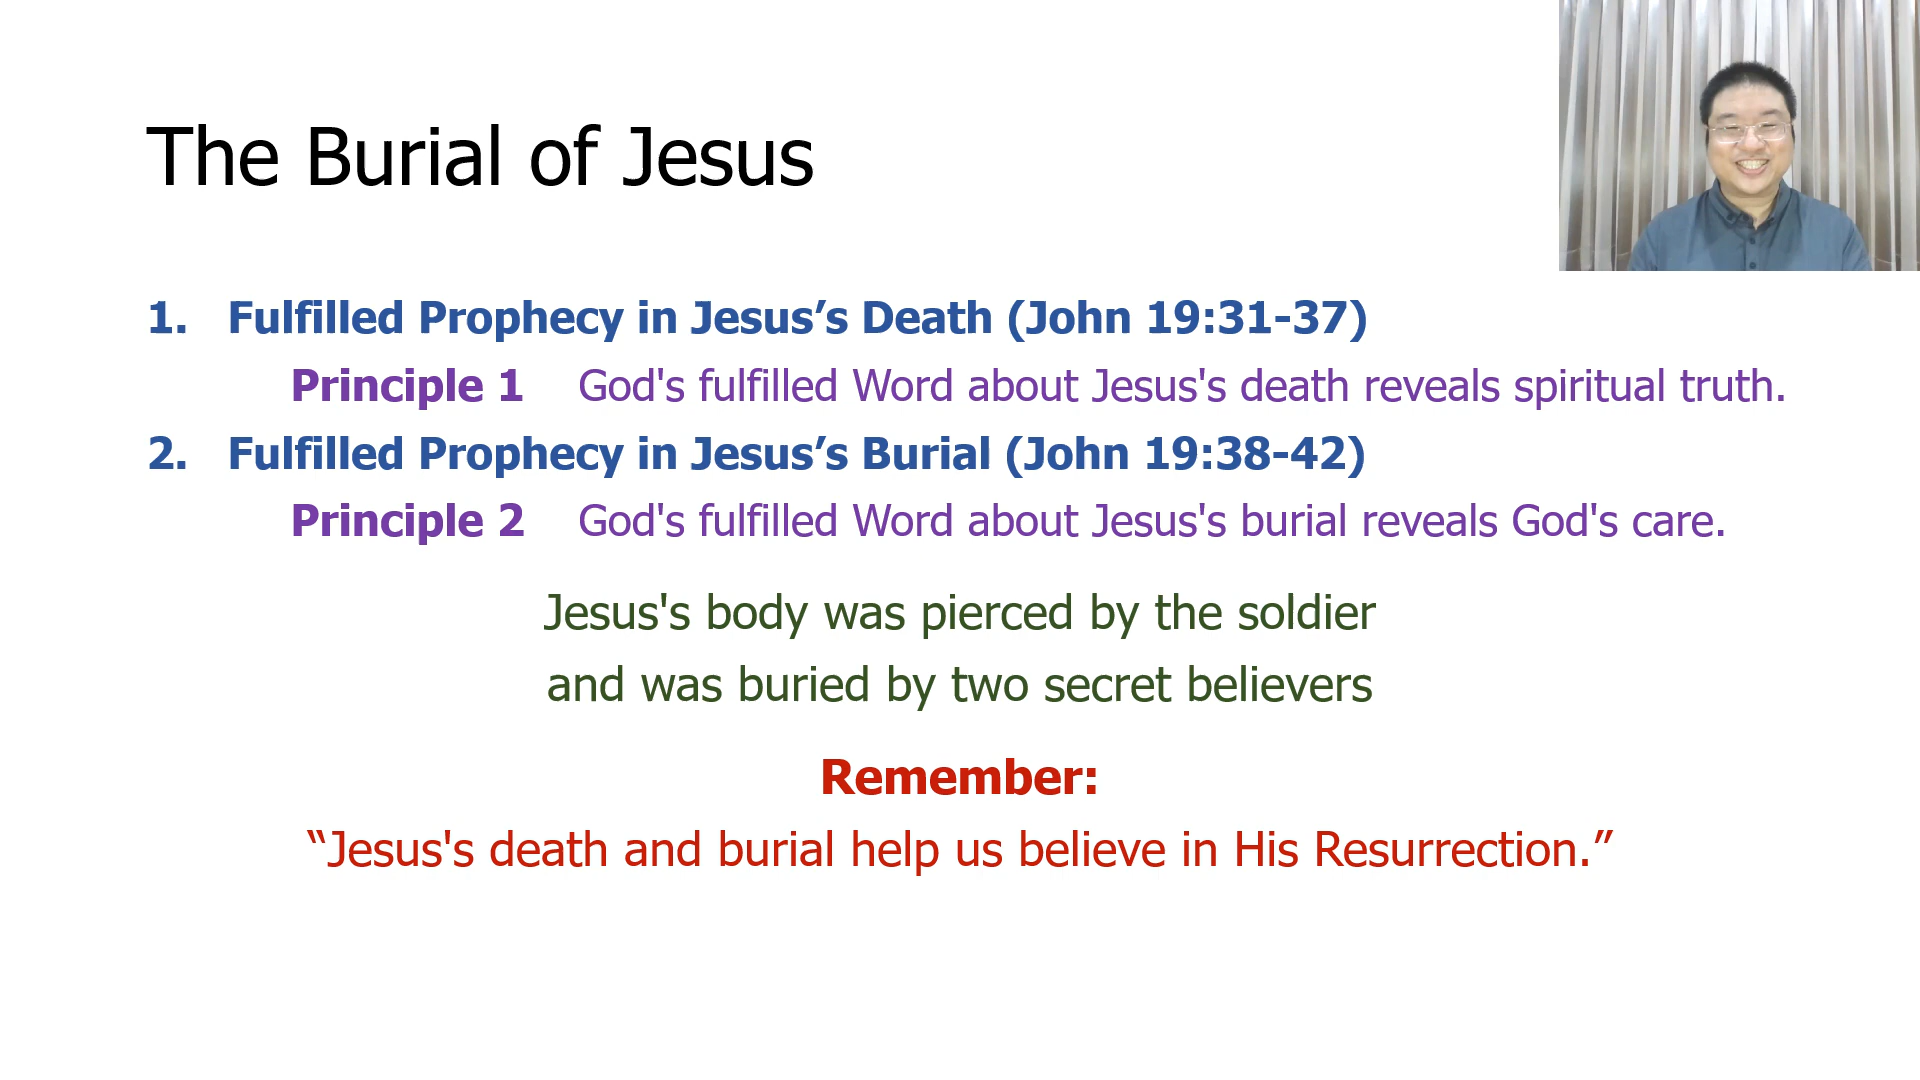 The Burial of Jesus
1. Fulfilled Prophecy in Jesus’s Death (John 19:31-37)
Principle 1 God's fulfilled Word about Jesus's death reveals spiritual truth.
2. Fulfilled Prophecy in Jesus’s Burial (John 19:38-42)
Principle 2 God's fulfilled Word about Jesus's burial reveals God's care.
Jesus's body was pierced by the soldier
and was buried by two secret believers
Remember:
“Jesus's death and burial help us believe in His Resurrection.”